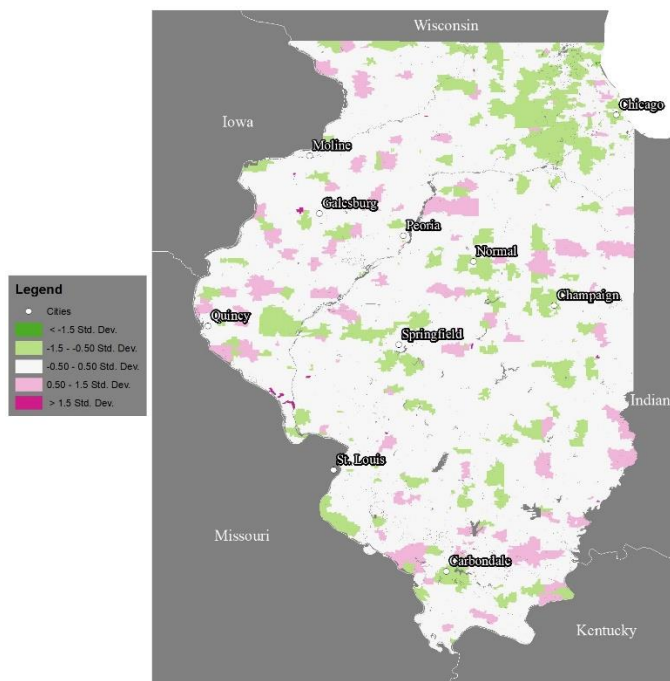 Wisconsin
Chicago
Iowa
Moline
Galesburg
Peoria
Normal
Legend
Cities
< -1.5 Std. Dev.
-1.5 - -0.50 Std. Dev.
-0.50 - 0.50 Std. Dev.
0.50 - 1.5 Std. Dev.
> 1.5 Std. Dev.
Champaign
Quincy
Springfield
Indian
St. Louis
Missouri
Carbondale
Kentucky